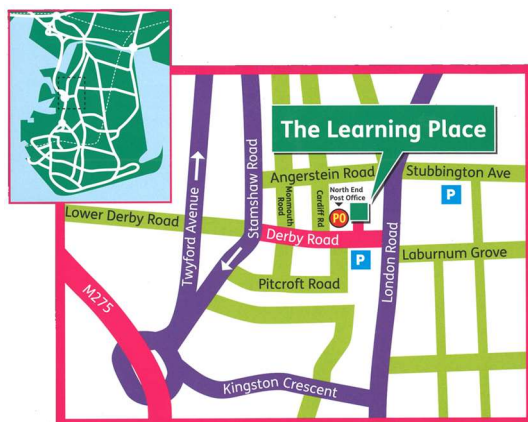 The Learning Place
Angerstein Road
Stubbington Ave
North End
Post Office
PO
P
Monmouth
Road
Cardiff Rd
Stamshaw Road
Twyford Avenue
Lower Derby Road
Derby Road
P
London Road
Laburnum Grove
Pitcroft Road
M275
Kingston Crescent